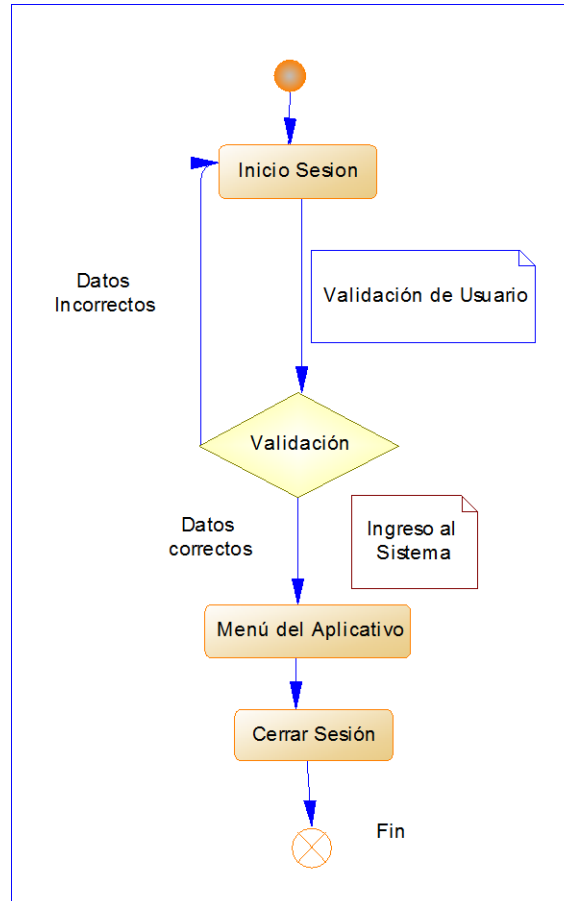 Inicio Sesion
Datos
Incorrectos
Validación de Usuario
Validación
Datos
correctos
Ingreso al
Sistema
Menú del Aplicativo
Cerrar Sesión
Fin